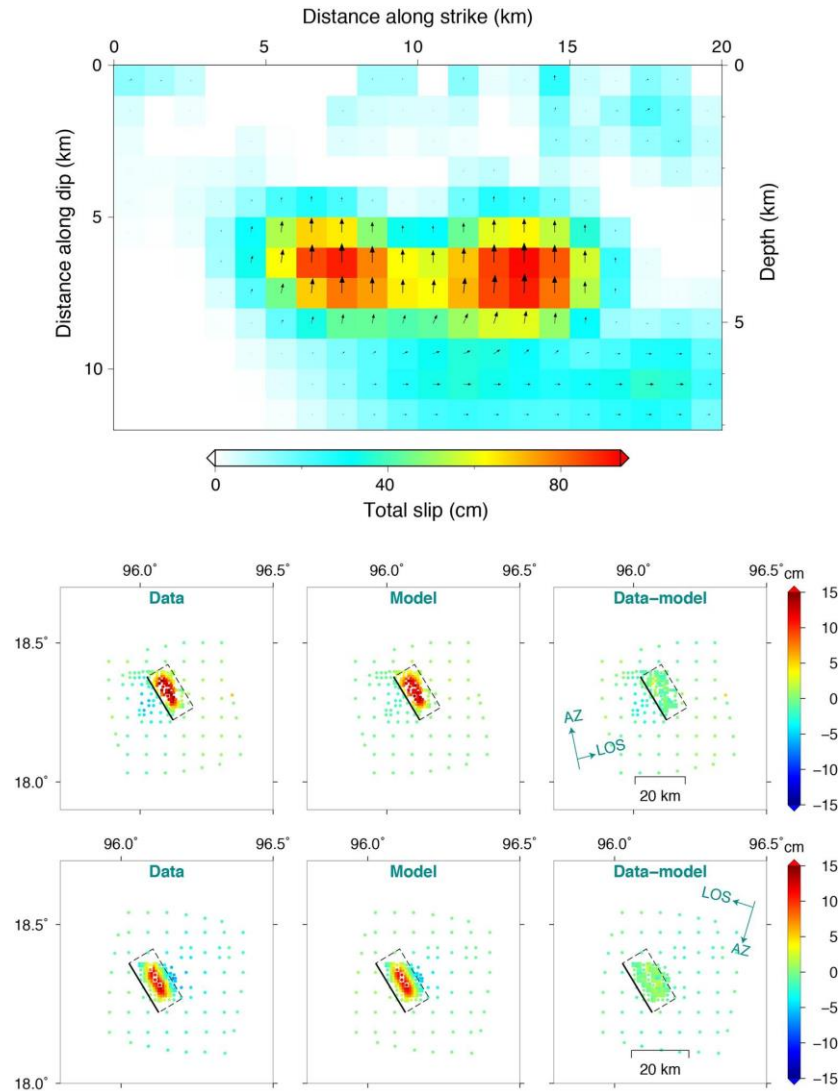 Distance along strike (km)
0 5 10 15 20
Distance along dip (km)
0
5
10
Depth (km)
0
5
0 40 80
Total slip (cm)
96.0˚ 96.5˚ 96.0˚ 96.5˚ 96.0˚ 96.5˚
cm
Data Model Data−model
18.5˚
18.0˚
AZ
LOS
20 km
15
10
5
0
−5
−10
−15
96.0˚ 96.5˚ 96.0˚ 96.5˚ 96.0˚ 96.5˚
cm
Data Model Data−model
LOS
AZ
18.5˚
18.0˚
20 km
15
10
5
0
−5
−10
−15